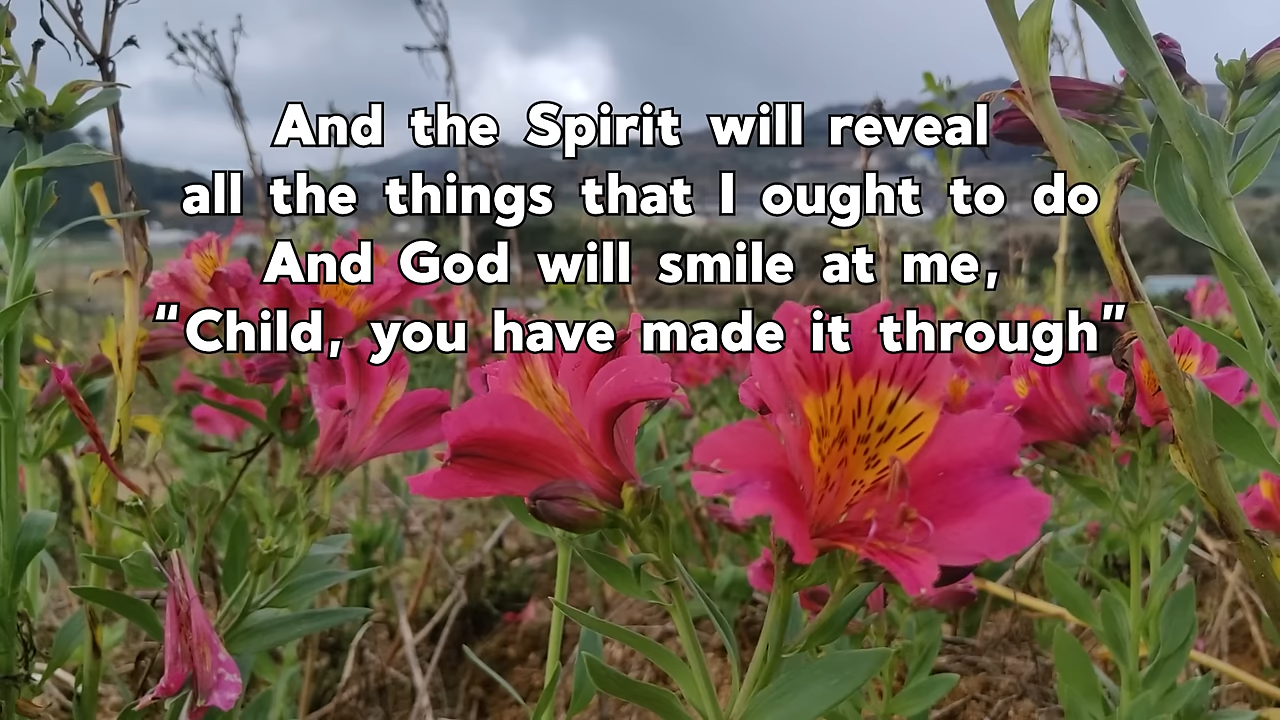 And the Spirit will reveal
all the things that I ought to do
And God will smile at me,
“Child, you have made it through”